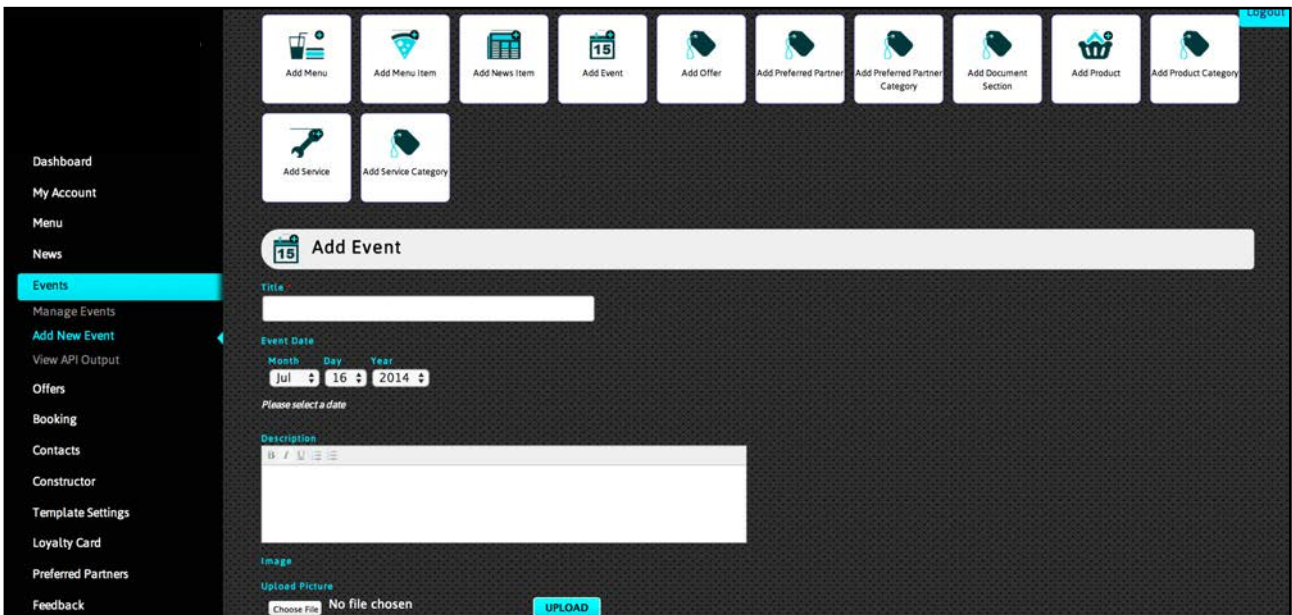 Logout
Add Menu
Add Menu Item
Add News Item
15
Add Event
Add Offer
Add Preferred Partner
Add Preferred Partner
Category
Add Document
Section
Add Product
Add Product Category
Add Service
Add Service Category
Dashboard
My Account
Menu
News
Events
Manage Events
Add New Event
View API Output
Offers
Booking
Contacts
Constructor
Template Settings
Loyalty Card
Preferred Partners
Feedback
15 Add Event
Title *
Event Date
Month Day Year
Jul 16 2014
Please select a date
Description
B I U
Image
Upload Picture
Choose File No file chosen UPLOAD